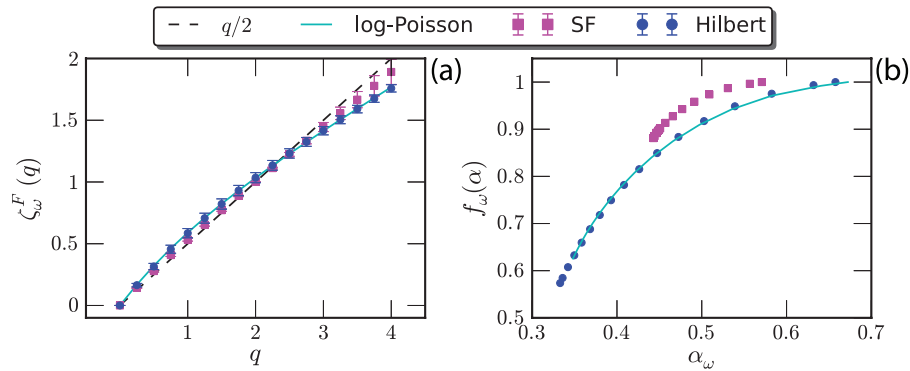 q/2 log-Poisson SF Hilbert
(a)
2
1.5
1
0.5
0
1 2 3 4
q
ζ_ω^F(q)
(b)
1
0.9
0.8
0.7
0.6
0.5
0.3 0.4 0.5 0.6 0.7
α_ω
f_ω(α)